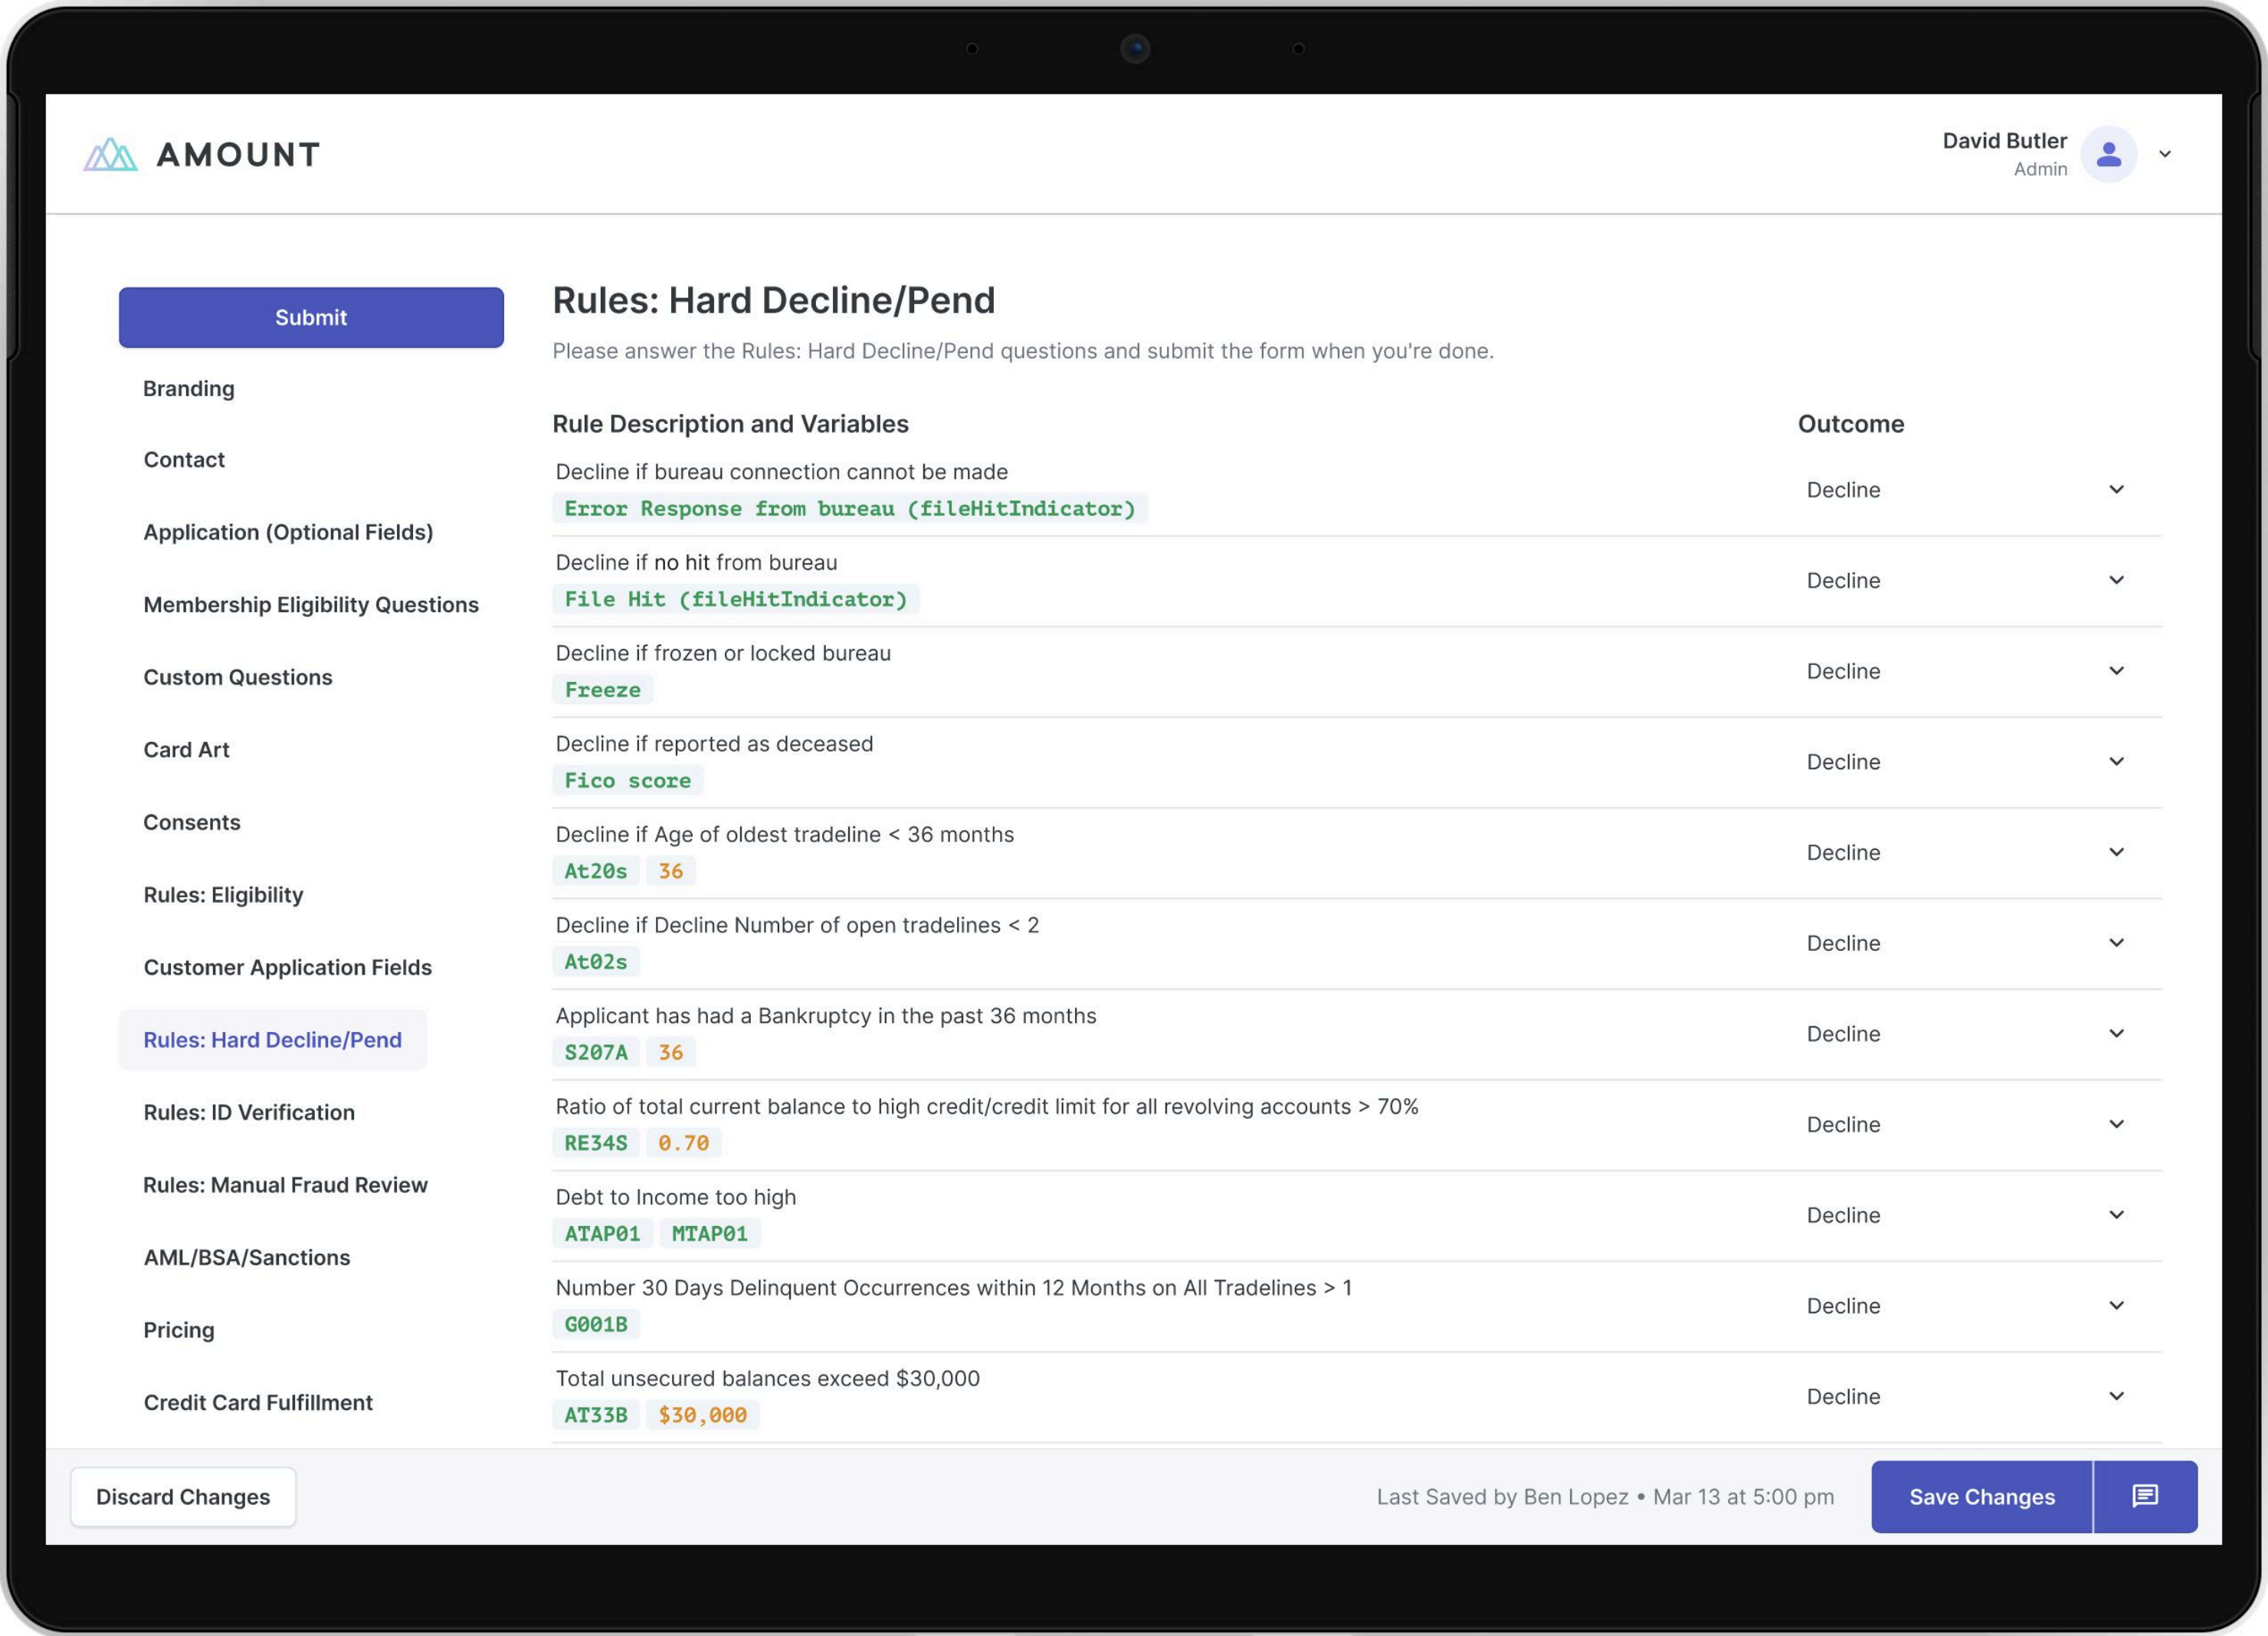 AMOUNT
David Butler
Admin
Submit
Branding
Contact
Application (Optional Fields)
Membership Eligibility Questions
Custom Questions
Card Art
Consents
Rules: Eligibility
Customer Application Fields
Rules: Hard Decline/Pend
Rules: ID Verification
Rules: Manual Fraud Review
AML/BSA/Sanctions
Pricing
Credit Card Fulfillment
Rules: Hard Decline/Pend
Please answer the Rules: Hard Decline/Pend questions and submit the form when you're done.
Rule Description and Variables Outcome
Decline if bureau connection cannot be made
Error Response from bureau (fileHitIndicator)
Decline
Decline if no hit from bureau
File Hit (fileHitIndicator)
Decline
Decline if frozen or locked bureau
Freeze
Decline
Decline if reported as deceased
Fico score
Decline
Decline if Age of oldest tradeline < 36 months
At20s 36
Decline
Decline if Decline Number of open tradelines < 2
At02s
Decline
Applicant has had a Bankruptcy in the past 36 months
S207A 36
Decline
Ratio of total current balance to high credit/credit limit for all revolving accounts > 70%
RE34S 0.70
Decline
Debt to Income too high
ATAP01 MTAP01
Decline
Number 30 Days Delinquent Occurrences within 12 Months on All Tradelines > 1
G001B
Decline
Total unsecured balances exceed $30,000
AT33B $30,000
Decline
Discard Changes
Last Saved by Ben Lopez • Mar 13 at 5:00 pm
Save Changes